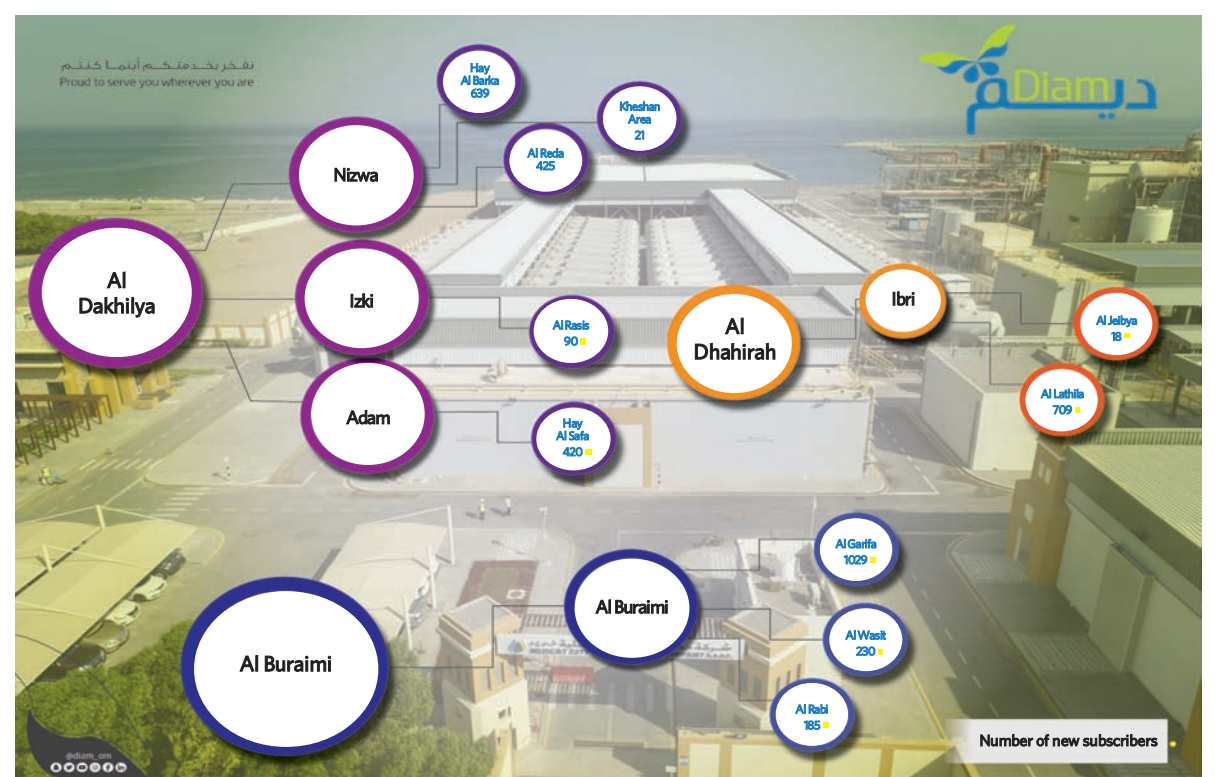 نفخر بخدمتكم أينما كنتم
Proud to serve you wherever you are
Diam
ديم
Hay
Al Barka
639
Kheshan
Area
21
Al Reda
425
Nizwa
Al
Dakhilya
Izki
Al Rasis
90
Adam
Hay
Al Safa
420
Al
Dhahirah
Ibri
Al Jeibya
18
Al Lathila
709
Al Buraimi
Al Buraimi
Al Garifa
1029
Al Wasit
230
Al Rabi
185
Number of new subscribers
@diam_om